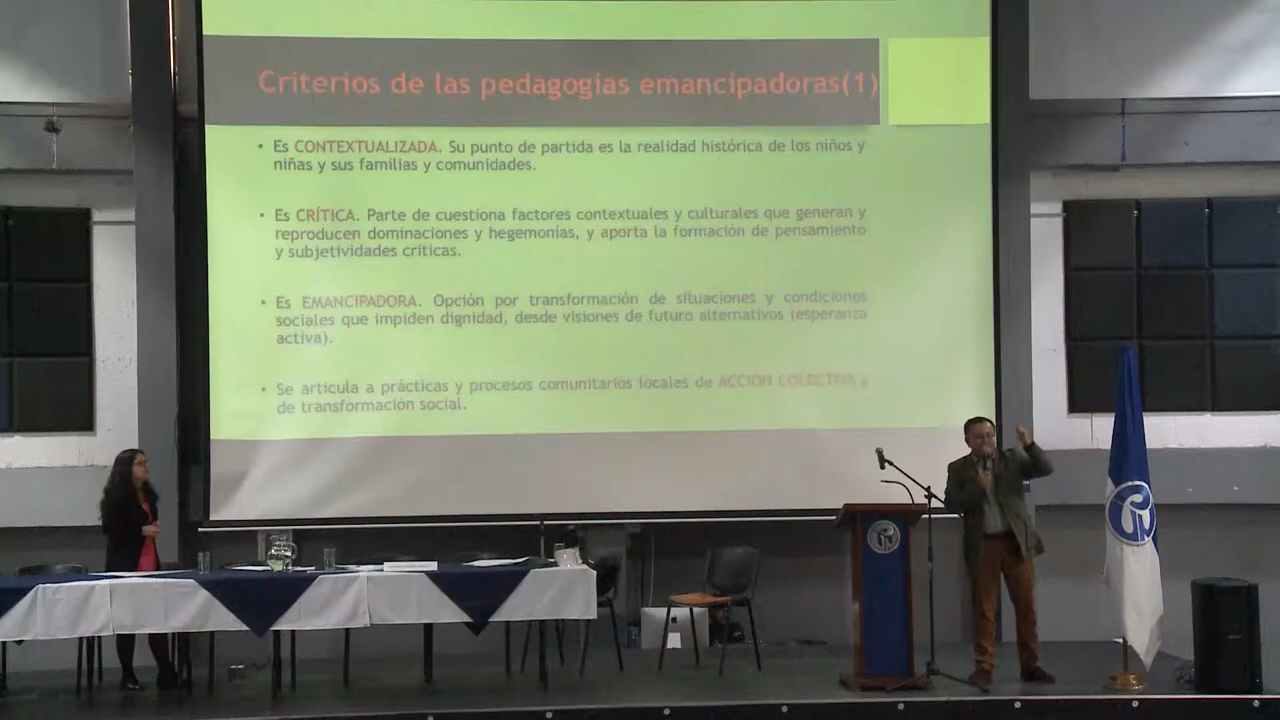 Criterios de las pedagogías emancipadoras(1)
• Es CONTEXTUALIZADA. Su punto de partida es la realidad histórica de los niños y
niñas y sus familias y comunidades.
• Es CRÍTICA. Parte de cuestiona factores contextuales y culturales que generan y
reproducen dominaciones y hegemonías, y aporta la formación de pensamiento
y subjetividades críticas.
• Es EMANCIPADORA. Opción por transformación de situaciones y condiciones
sociales que impiden dignidad, desde visiones de futuro alternativos (esperanza
activa).
• Se articula a prácticas y procesos comunitarios locales de ACCIÓN COLECTIVA y
de transformación social.